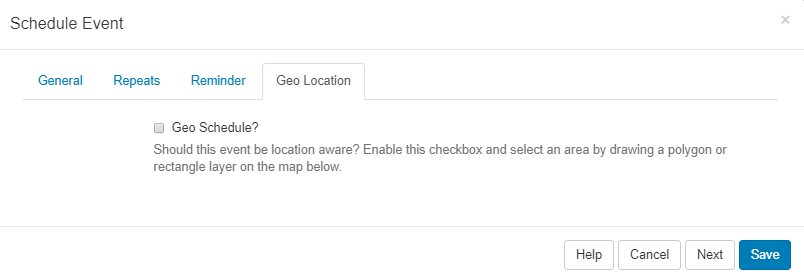 Schedule Event
×
General Repeats Reminder Geo Location
Geo Schedule?
Should this event be location aware? Enable this checkbox and select an area by drawing a polygon or
rectangle layer on the map below.
Help Cancel Next Save